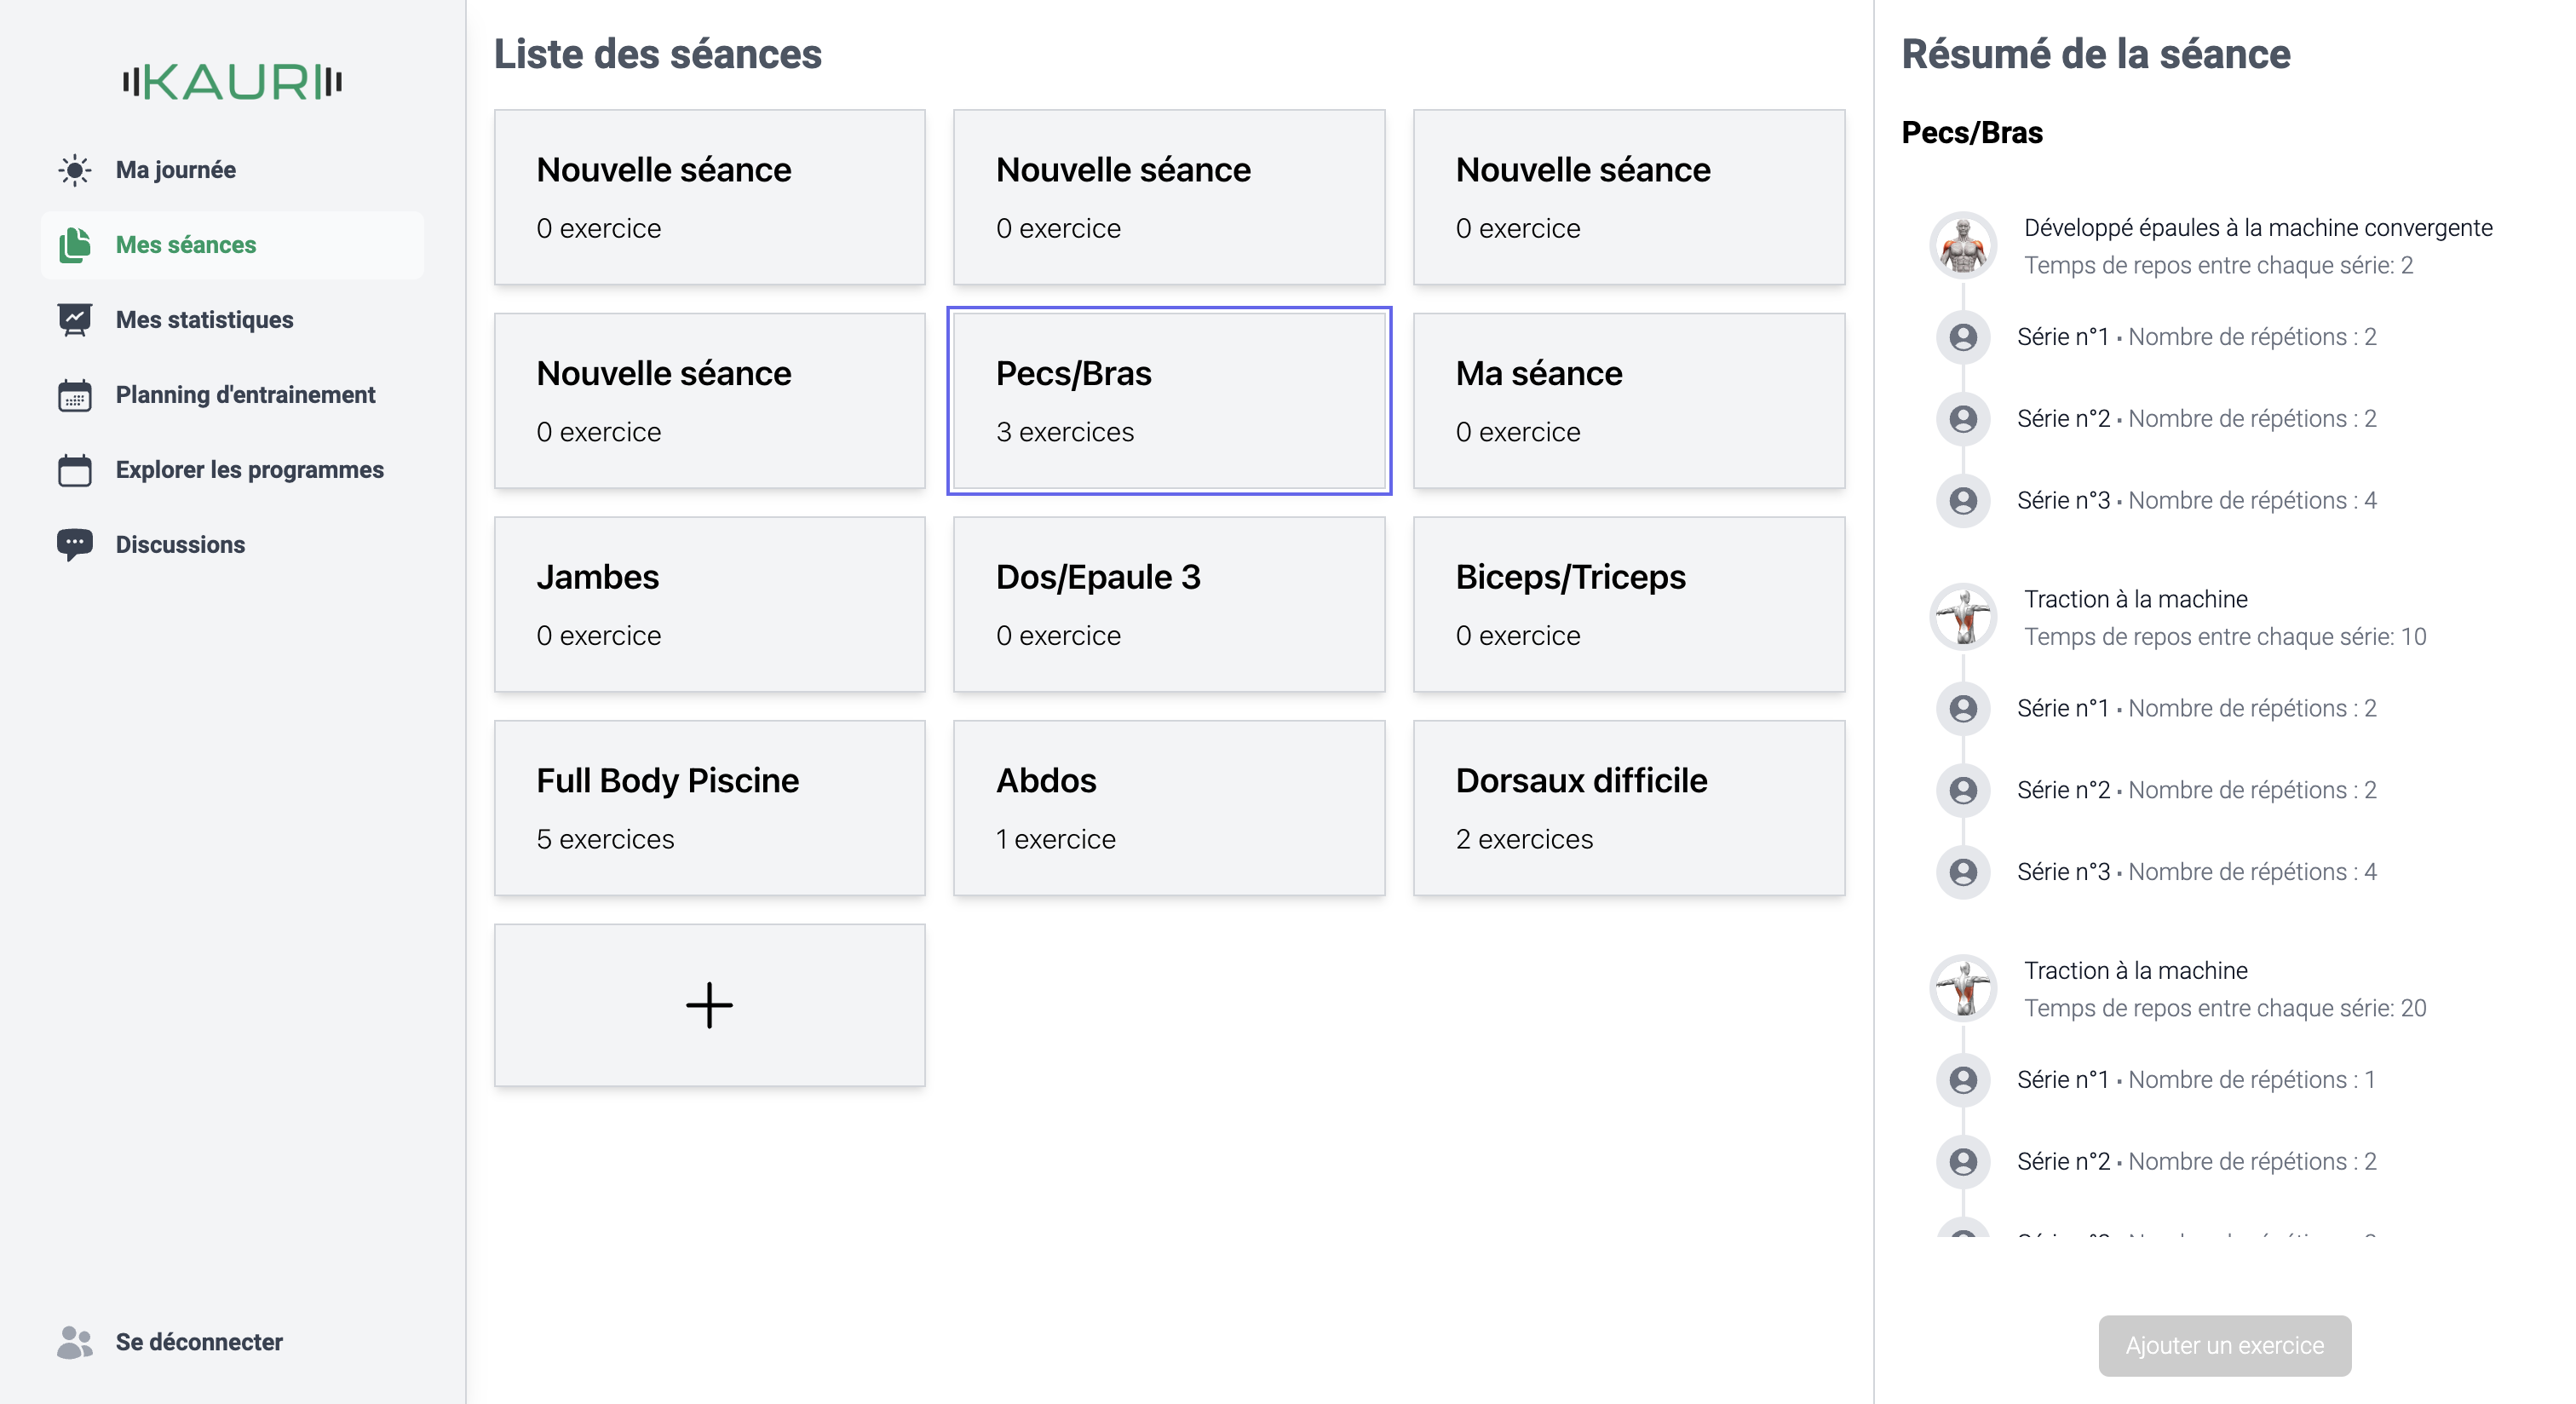 KAURI
Ma journée
Mes séances
Mes statistiques
Planning d'entrainement
Explorer les programmes
Discussions
Se déconnecter
Liste des séances
Nouvelle séance
0 exercice
Nouvelle séance
0 exercice
Nouvelle séance
0 exercice
Nouvelle séance
0 exercice
Pecs/Bras
3 exercices
Ma séance
0 exercice
Jambes
0 exercice
Dos/Epaule 3
0 exercice
Biceps/Triceps
0 exercice
Full Body Piscine
5 exercices
Abdos
1 exercice
Dorsaux difficile
2 exercices
Résumé de la séance
Pecs/Bras
Développé épaules à la machine convergente
Temps de repos entre chaque série: 2
Série n°1 • Nombre de répétions : 2
Série n°2 • Nombre de répétions : 2
Série n°3 • Nombre de répétions : 4
Traction à la machine
Temps de repos entre chaque série: 10
Série n°1 • Nombre de répétions : 2
Série n°2 • Nombre de répétions : 2
Série n°3 • Nombre de répétions : 4
Traction à la machine
Temps de repos entre chaque série: 20
Série n°1 • Nombre de répétions : 1
Série n°2 • Nombre de répétions : 2
Ajouter un exercice